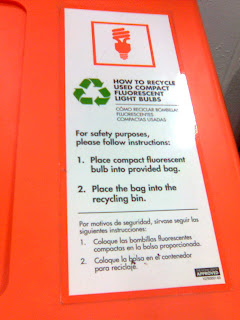 HOW TO RECYCLE
USED COMPACT
FLUORESCENT
LIGHT BULBS
CÓMO RECICLAR BOMBILLAS
FLUORESCENTES
COMPACTAS USADAS
For safety purposes,
please follow instructions:
1. Place compact fluorescent
bulb into provided bag.
2. Place the bag into the
recycling bin.
Por motivos de seguridad, sírvase seguir las
siguientes instrucciones:
1. Coloque las bombillas fluorescentes
compactas en la bolsa proporcionada.
2. Coloque la bolsa en el contenedor
para reciclaje.
APPROVED